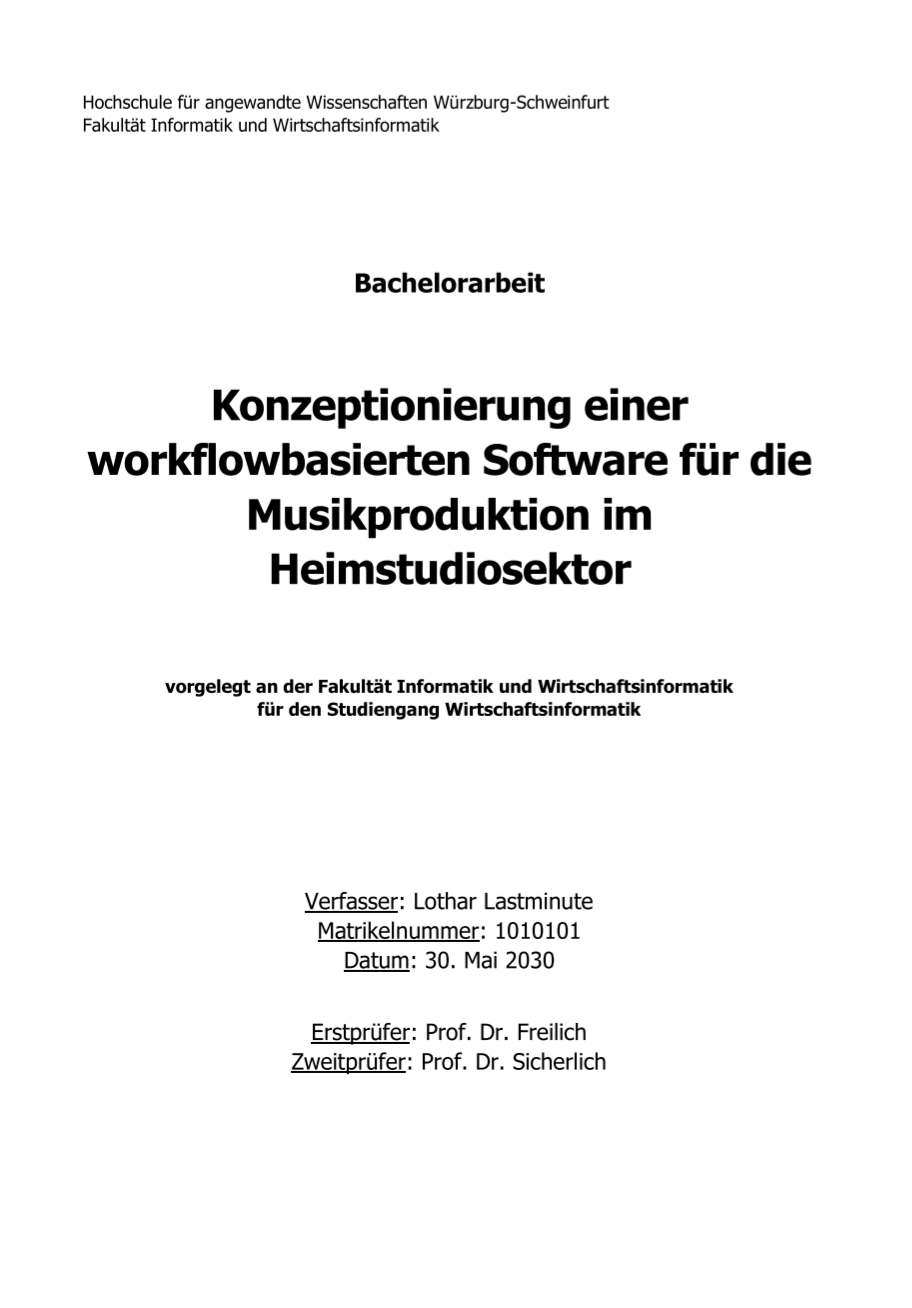 Hochschule für angewandte Wissenschaften Würzburg-Schweinfurt
Fakultät Informatik und Wirtschaftsinformatik
Bachelorarbeit
Konzeptionierung einer
workflowbasierten Software für die
Musikproduktion im
Heimstudiosektor
vorgelegt an der Fakultät Informatik und Wirtschaftsinformatik
für den Studiengang Wirtschaftsinformatik
Verfasser: Lothar Lastminute
Matrikelnummer: 1010101
Datum: 30. Mai 2030
Erstprüfer: Prof. Dr. Freilich
Zweitprüfer: Prof. Dr. Sicherlich